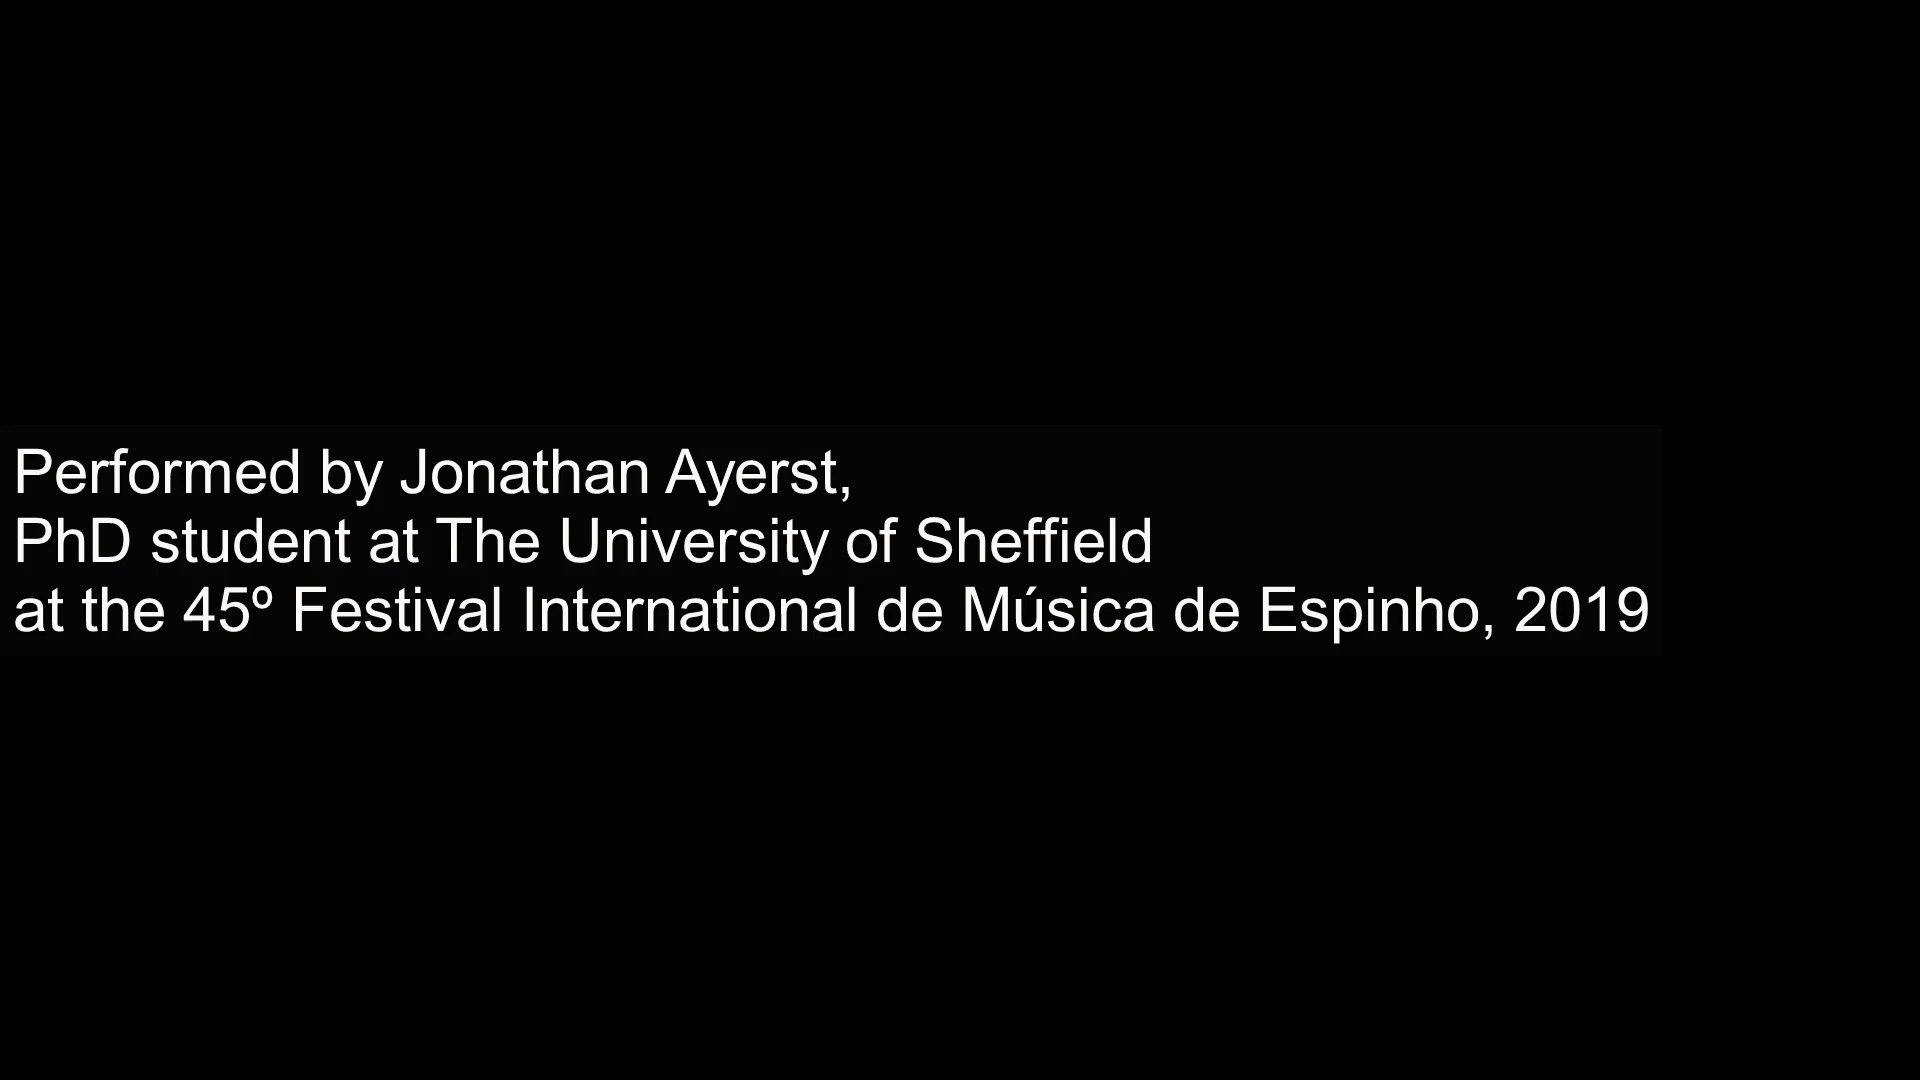 Performed by Jonathan Ayerst,
PhD student at The University of Sheffield
at the 45º Festival International de Música de Espinho, 2019